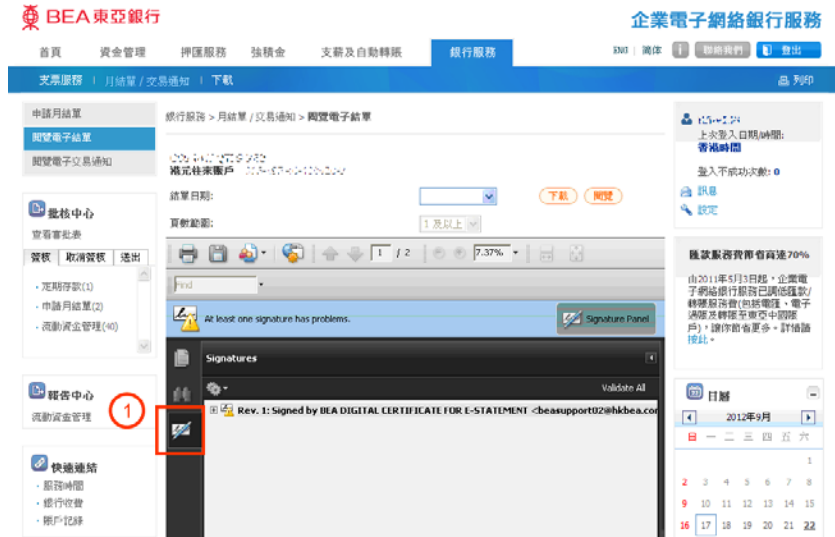 BEA東亞銀行
企業電子網絡銀行服務
首頁 資金管理 押匯服務 強積金 支薪及自動轉賬 銀行服務
ENG | 簡体 i 聯絡我們 登出
支票服務 | 月結單 / 交易通知 | 下載
列印
申請月結單
閱覽電子結單
閱覽電子交易通知
批核中心
查看審批表
簽核 取消簽核 送出
· 定期存款(1)
· 申請月結單(2)
· 流動資金管理(40)
報告中心
流動資金管理
快速連結
· 服務時間
· 銀行收費
· 賬戶記錄
銀行服務 > 月結單 / 交易通知 > 閱覽電子結單
港元往來賬戶
結單日期:
下載 閱覽
頁數範圍:
1 及以上
1 / 2 7.37%
Find
At least one signature has problems.
Signature Panel
Signatures
Validate All
Rev. 1: Signed by BEA DIGITAL CERTIFICATE FOR E-STATEMENT <beasupport02@hkbea.com
1
上次登入日期/時間:
香港時間
登入不成功次數: 0
訊息
設定
匯款服務費節省高達70%
由2011年5月3日起，企業電
子網絡銀行服務已調低匯款/
轉賬服務費(包括電匯、電子
過賬及轉賬至東亞中國賬
戶)，讓你節省更多。詳情請
按此。
日曆
2012年9月
日 一 二 三 四 五 六
1
2 3 4 5 6 7 8
9 10 11 12 13 14 15
16 17 18 19 20 21 22